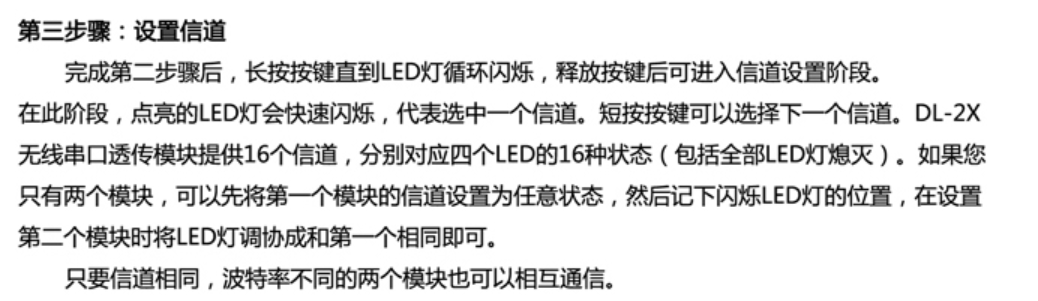 第三步骤：设置信道
完成第二步骤后，长按按键直到LED灯循环闪烁，释放按键后可进入信道设置阶段。
在此阶段，点亮的LED灯会快速闪烁，代表选中一个信道。短按按键可以选择下一个信道。DL-2X
无线串口透传模块提供16个信道，分别对应四个LED的16种状态（包括全部LED灯熄灭）。如果您
只有两个模块，可以先将第一个模块的信道设置为任意状态，然后记下闪烁LED灯的位置，在设置
第二个模块时将LED灯调协成和第一个相同即可。
只要信道相同，波特率不同的两个模块也可以相互通信。